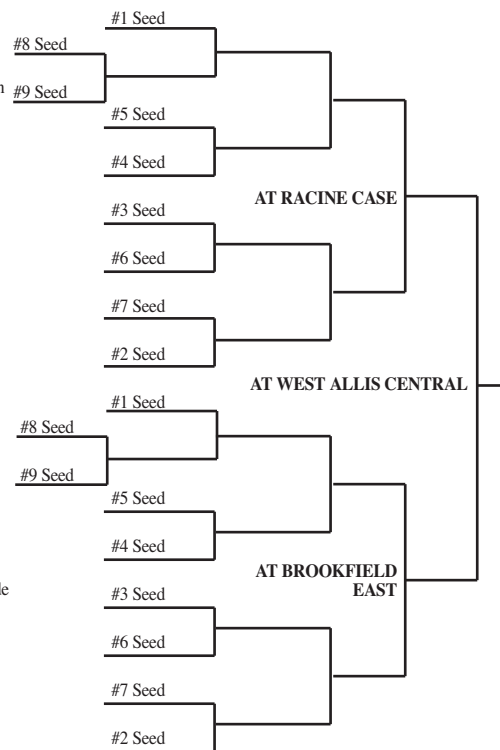 #1 Seed
#8 Seed
#9 Seed
#5 Seed
#4 Seed
AT RACINE CASE
#3 Seed
#6 Seed
#7 Seed
#2 Seed
AT WEST ALLIS CENTRAL
#1 Seed
#8 Seed
#9 Seed
#5 Seed
#4 Seed
AT BROOKFIELD
EAST
#3 Seed
#6 Seed
#7 Seed
#2 Seed